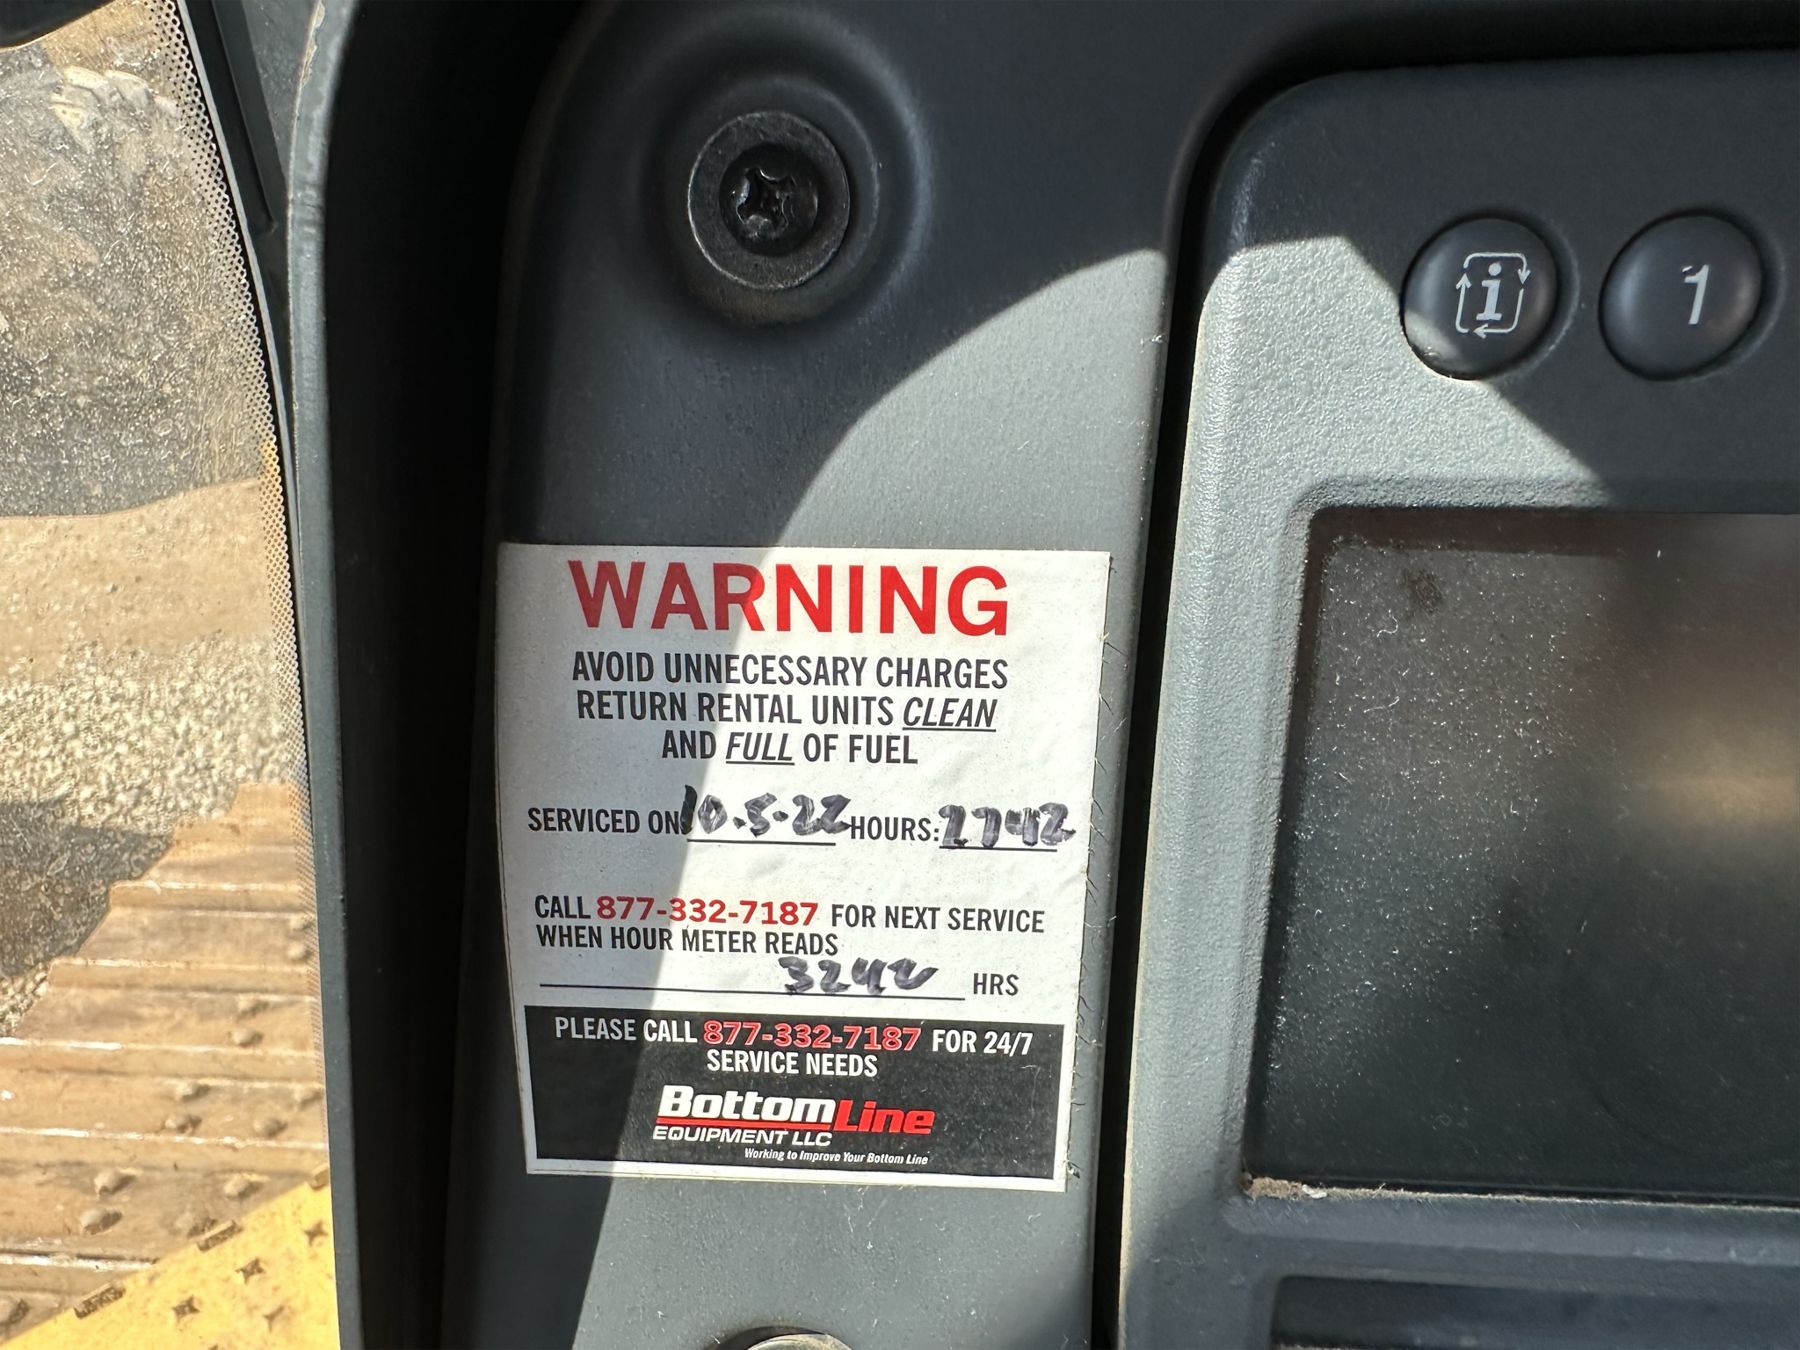 1
WARNING
AVOID UNNECESSARY CHARGES
RETURN RENTAL UNITS CLEAN
AND FULL OF FUEL
SERVICED ON: 10.5.22 HOURS: 2742
CALL 877-332-7187 FOR NEXT SERVICE
WHEN HOUR METER READS
3242 HRS
PLEASE CALL 877-332-7187 FOR 24/7
SERVICE NEEDS
BottomLine
EQUIPMENT LLC
Working to Improve Your Bottom Line